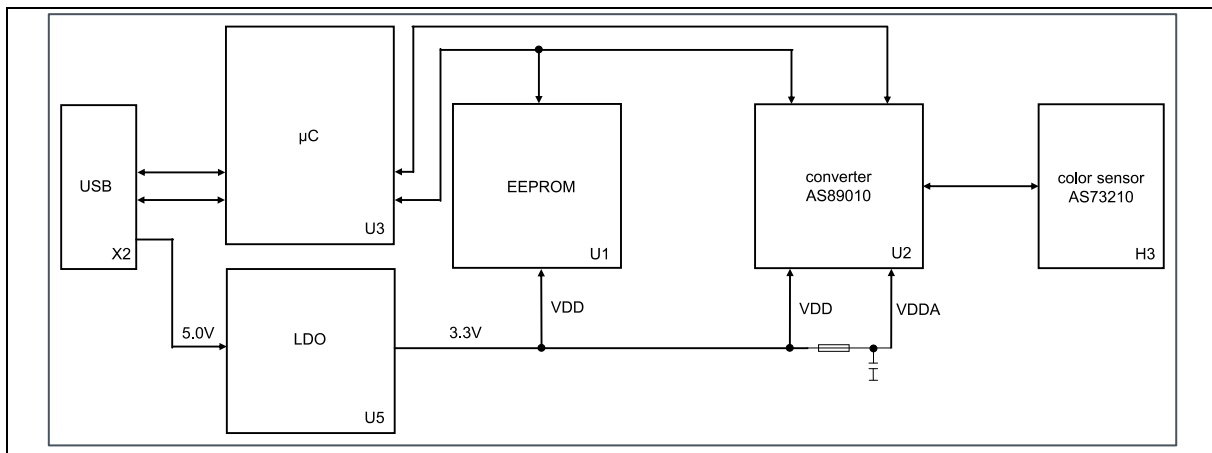 µC
USB
EEPROM
converter
AS89010
color sensor
AS73210
U3
X2
U1
U2
H3
5.0V
LDO
3.3V
VDD
VDD
VDDA
U5